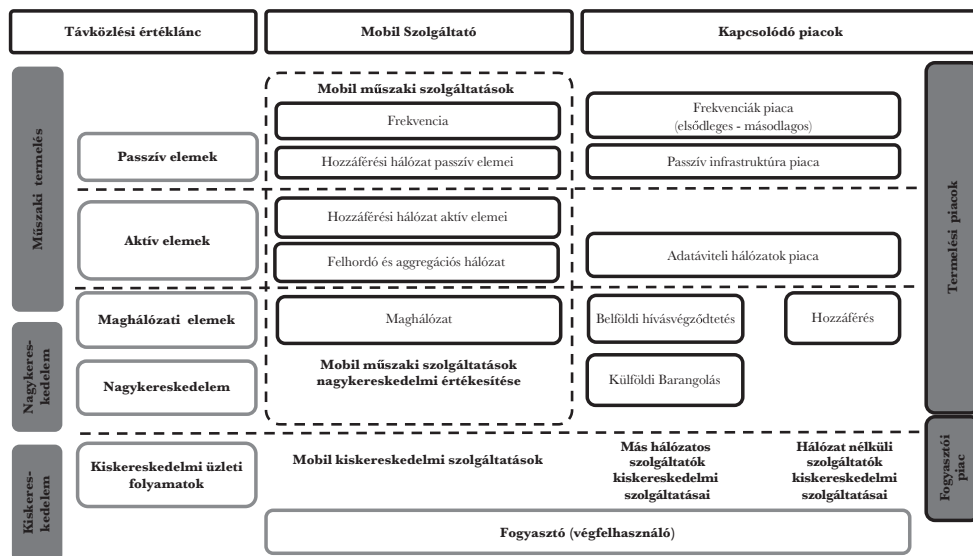 Távközlési értéklánc
Mobil Szolgáltató
Kapcsolódó piacok
Műszaki termelés
Nagykeres-
kedelem
Kiskeres-
kedelem
Passzív elemek
Aktív elemek
Maghálózati elemek
Nagykereskedelem
Kiskereskedelmi üzleti
folyamatok
Mobil műszaki szolgáltatások
Frekvencia
Hozzáférési hálózat passzív elemei
Hozzáférési hálózat aktív elemei
Felhordó és aggregációs hálózat
Maghálózat
Mobil műszaki szolgáltatások
nagykereskedelmi értékesítése
Mobil kiskereskedelmi szolgáltatások
Frekvenciák piaca
(elsődleges - másodlagos)
Passzív infrastruktúra piaca
Adatátviteli hálózatok piaca
Belföldi hívásvégződtetés
Hozzáférés
Külföldi Barangolás
Más hálózatos
szolgáltatók
kiskereskedelmi
szolgáltatásai
Hálózat nélküli
szolgáltatók
kiskereskedelmi
szolgáltatásai
Fogyasztó (végfelhasználó)
Termelési piacok
Fogyasztói
piac